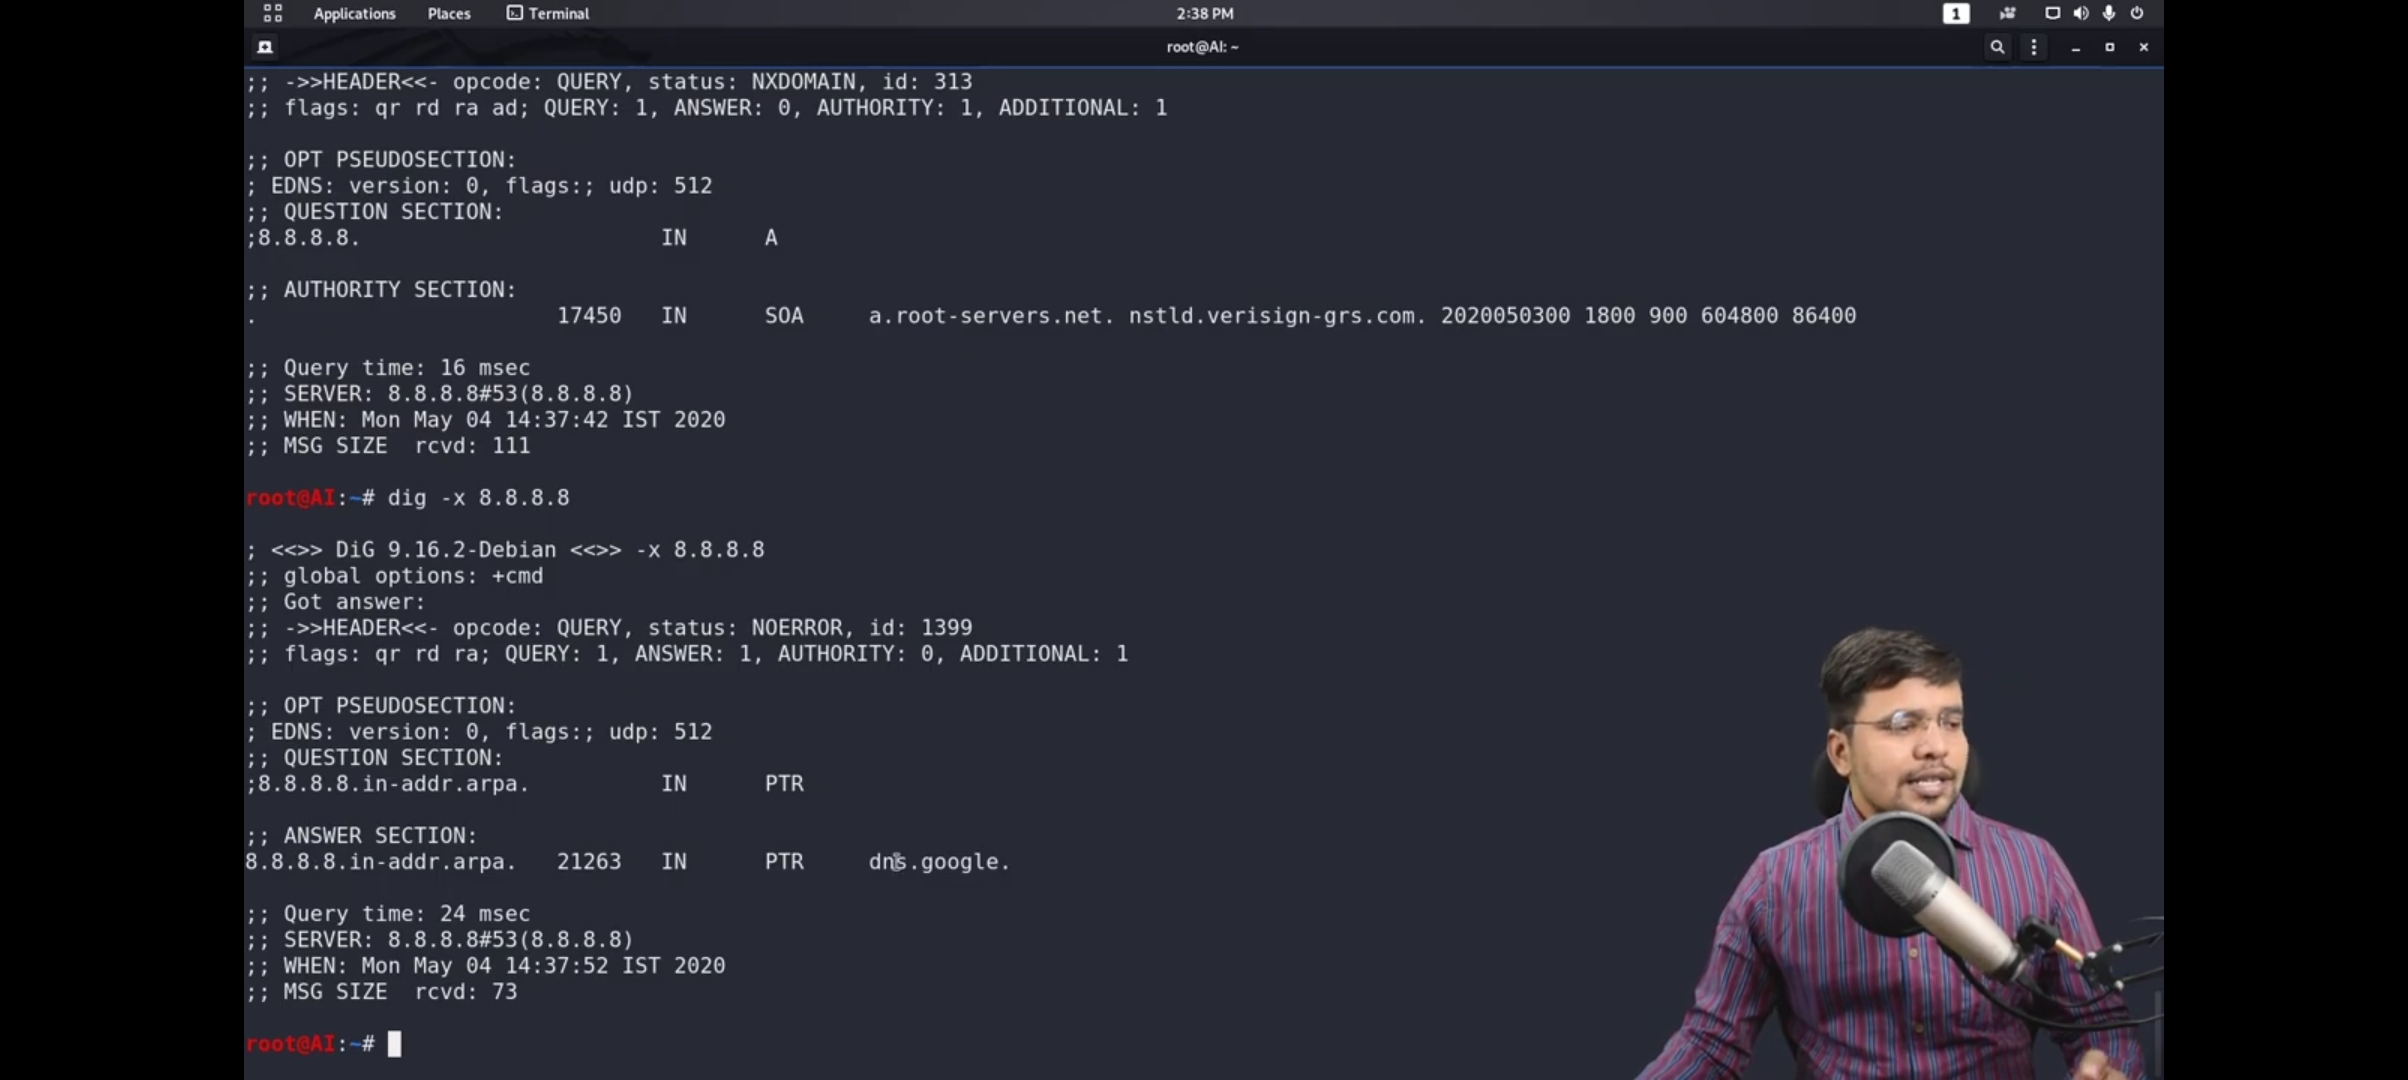 Applications Places Terminal 2:38 PM 1
root@AI: ~
;; ->>HEADER<<- opcode: QUERY, status: NXDOMAIN, id: 313
;; flags: qr rd ra ad; QUERY: 1, ANSWER: 0, AUTHORITY: 1, ADDITIONAL: 1
;; OPT PSEUDOSECTION:
; EDNS: version: 0, flags:; udp: 512
;; QUESTION SECTION:
;8.8.8.8. IN A
;; AUTHORITY SECTION:
. 17450 IN SOA a.root-servers.net. nstld.verisign-grs.com. 2020050300 1800 900 604800 86400
;; Query time: 16 msec
;; SERVER: 8.8.8.8#53(8.8.8.8)
;; WHEN: Mon May 04 14:37:42 IST 2020
;; MSG SIZE rcvd: 111
root@AI:~# dig -x 8.8.8.8
; <<>> DiG 9.16.2-Debian <<>> -x 8.8.8.8
;; global options: +cmd
;; Got answer:
;; ->>HEADER<<- opcode: QUERY, status: NOERROR, id: 1399
;; flags: qr rd ra; QUERY: 1, ANSWER: 1, AUTHORITY: 0, ADDITIONAL: 1
;; OPT PSEUDOSECTION:
; EDNS: version: 0, flags:; udp: 512
;; QUESTION SECTION:
;8.8.8.8.in-addr.arpa. IN PTR
;; ANSWER SECTION:
8.8.8.8.in-addr.arpa. 21263 IN PTR dns.google.
;; Query time: 24 msec
;; SERVER: 8.8.8.8#53(8.8.8.8)
;; WHEN: Mon May 04 14:37:52 IST 2020
;; MSG SIZE rcvd: 73
root@AI:~#